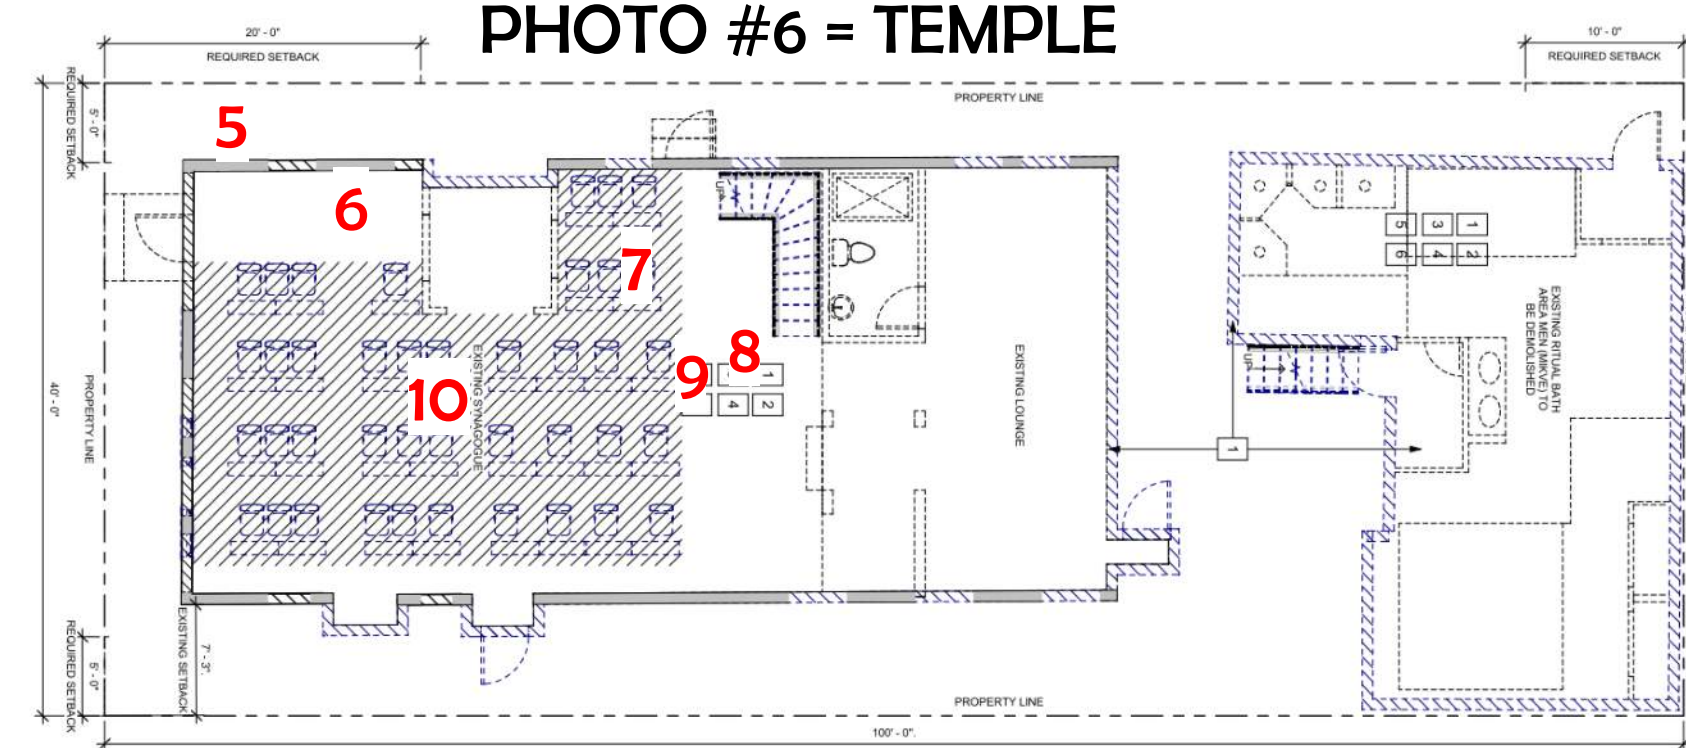 PHOTO #6 = TEMPLE
20' - 0"
REQUIRED SETBACK
10' - 0"
REQUIRED SETBACK
PROPERTY LINE
REQUIRED SETBACK
5' - 0"
5
6
7
UP
8
9
10
1
4
2
EXISTING SYNAGOGUE
EXISTING LOUNGE
5
3
1
6
4
2
EXISTING RITUAL BATH
AREA MEN (MIKVE) TO
BE DEMOLISHED
UP
1
40' - 0"
PROPERTY LINE
REQUIRED SETBACK
5' - 0"
EXISTING SETBACK
7' - 3".
PROPERTY LINE
100' - 0".